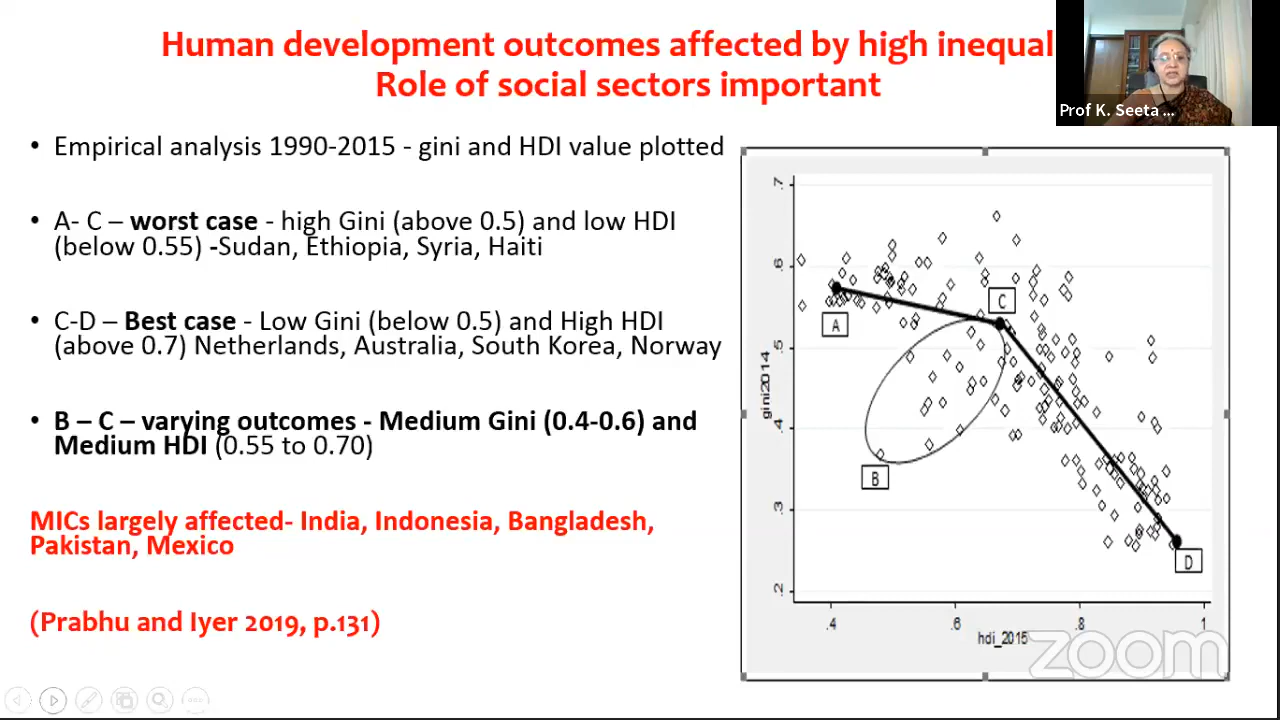 Human development outcomes affected by high inequal
Role of social sectors important
Prof K. Seeta ...
• Empirical analysis 1990-2015 - gini and HDI value plotted
• A- C – worst case - high Gini (above 0.5) and low HDI
(below 0.55) -Sudan, Ethiopia, Syria, Haiti
• C-D – Best case - Low Gini (below 0.5) and High HDI
(above 0.7) Netherlands, Australia, South Korea, Norway
• B – C – varying outcomes - Medium Gini (0.4-0.6) and
Medium HDI (0.55 to 0.70)
MICs largely affected- India, Indonesia, Bangladesh,
Pakistan, Mexico
(Prabhu and Iyer 2019, p.131)
.7
.6
.5
.4
.3
.2
gini2014
A
C
B
D
.4
.6
.8
1
hdi_2015
zoom